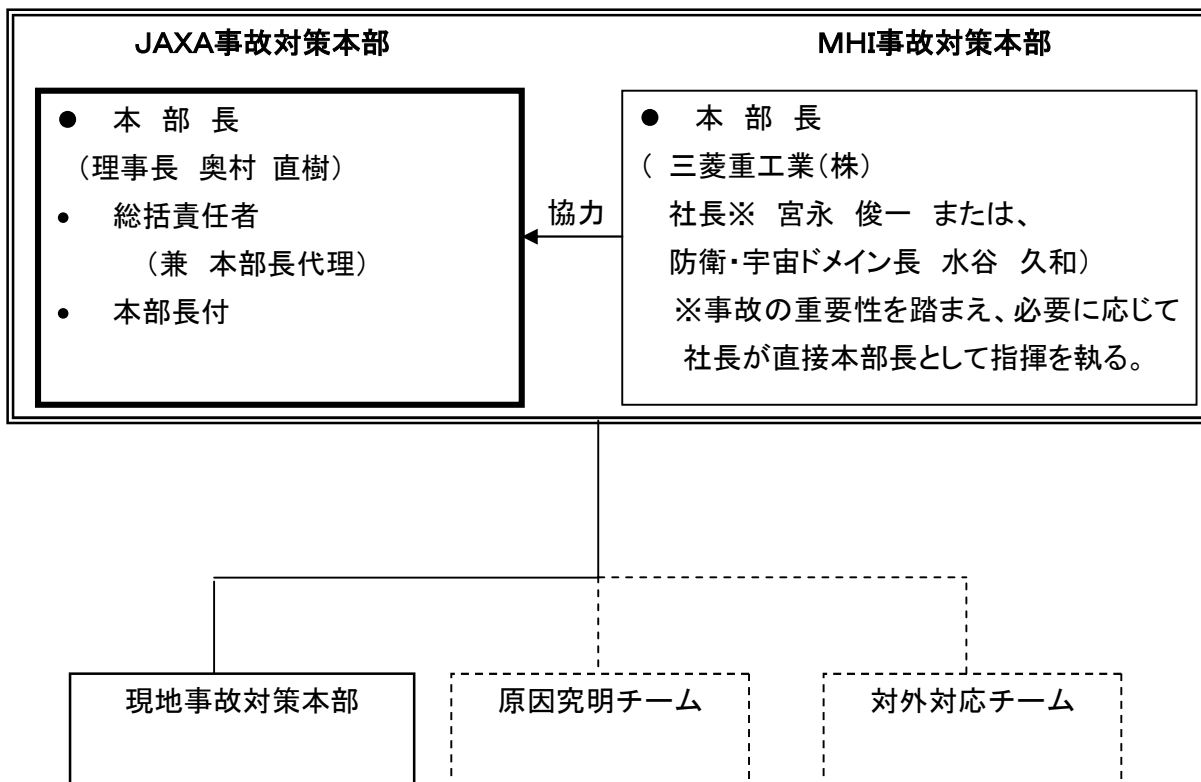 JAXA事故対策本部
● 本 部 長
(理事長 奥村 直樹)
• 総括責任者
(兼 本部長代理)
• 本部長付
協力
MHI事故対策本部
● 本 部 長
( 三菱重工業(株)
社長※ 宮永 俊一 または、
防衛・宇宙ドメイン長 水谷 久和)
※事故の重要性を踏まえ、必要に応じて
社長が直接本部長として指揮を執る。
現地事故対策本部
原因究明チーム
対外対応チーム